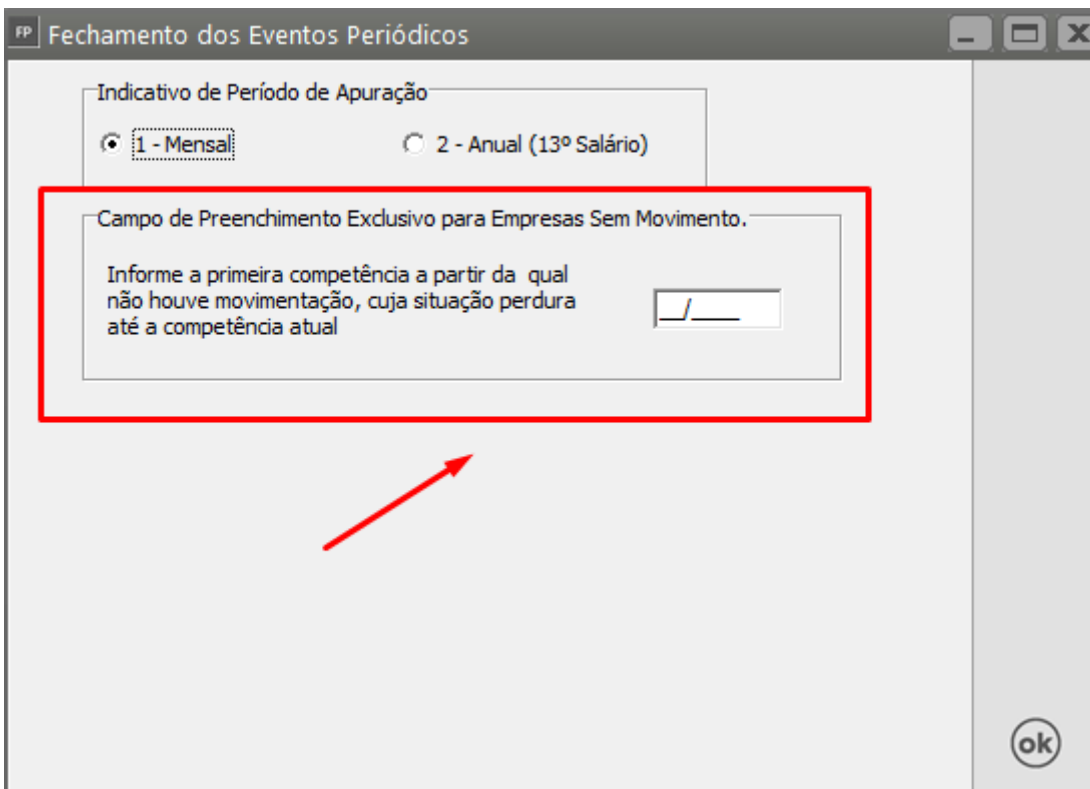 FP Fechamento dos Eventos Periódicos
Indicativo de Período de Apuração
1 - Mensal 2 - Anual (13º Salário)
Campo de Preenchimento Exclusivo para Empresas Sem Movimento.
Informe a primeira competência a partir da qual
não houve movimentação, cuja situação perdura
até a competência atual
__/____
ok